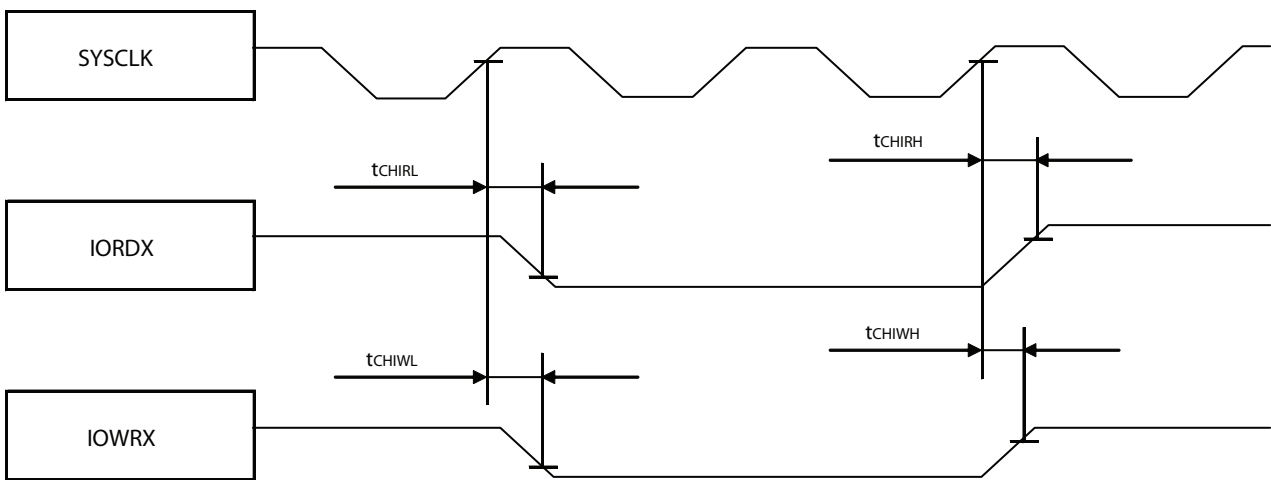 SYSCLK
tCHIRH
tCHIRL
IORDX
tCHIWH
tCHIWL
IOWRX